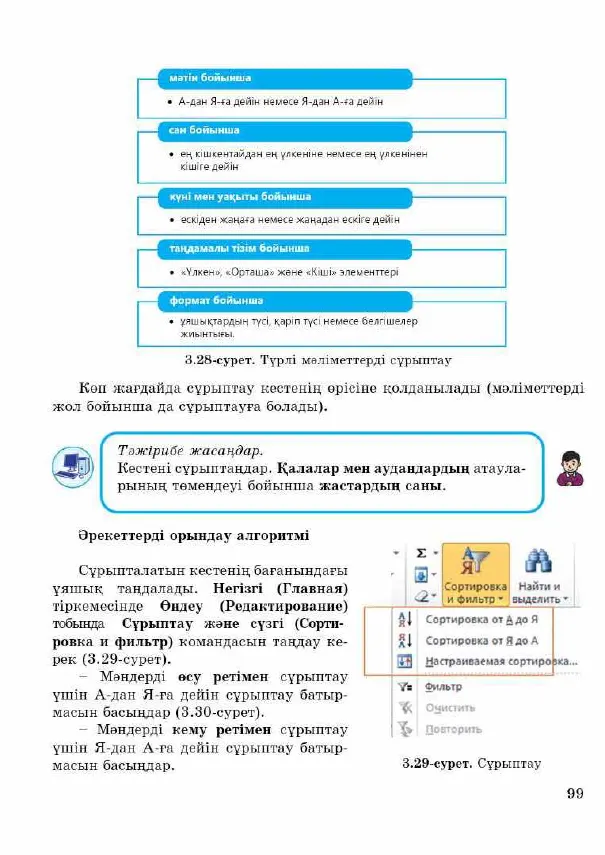 мәтін бойынша
• А-дан Я-ға дейін немесе Я-дан А-ға дейін
сан бойынша
• ең кішкентайдан ең үлкеніне немесе ең үлкенінен
кішіге дейін
күні мен уақыты бойынша
• ескіден жаңаға немесе жаңадан ескіге дейін
таңдамалы тізім бойынша
• «Үлкен», «Орташа» және «Кіші» элементтері
формат бойынша
• ұяшықтардың түсі, қаріп түсі немесе белгішелер
жиынтығы.
3.28-сурет. Түрлі мәліметтерді сұрыптау
Көп жағдайда сұрыптау кестенің өрісіне қолданылады (мәліметтерді
жол бойынша да сұрыптауға болады).
Тәжірибе жасаңдар.
Кестені сұрыптаңдар. Қалалар мен аудандардың атаула-
рының төмендеуі бойынша жастардың саны.
Әрекеттерді орындау алгоритмі
Сұрыпталатын кестенің бағанындағы
ұяшық таңдалады. Негізгі (Главная)
тіркемесінде Өңдеу (Редактирование)
тобында Сұрыптау және сүзгі (Сорти-
ровка и фильтр) командасын таңдау ке-
рек (3.29-сурет).
– Мәндерді өсу ретімен сұрыптау
үшін А-дан Я-ға дейін сұрыптау батыр-
масын басыңдар (3.30-сурет).
– Мәндерді кему ретімен сұрыптау
үшін Я-дан А-ға дейін сұрыптау батыр-
масын басыңдар.
Σ
Сортировка
и фильтр
Найти и
выделить
Сортировка от А до Я
Сортировка от Я до А
Настраиваемая сортировка...
Фильтр
Очистить
Повторить
3.29-сурет. Сұрыптау
99